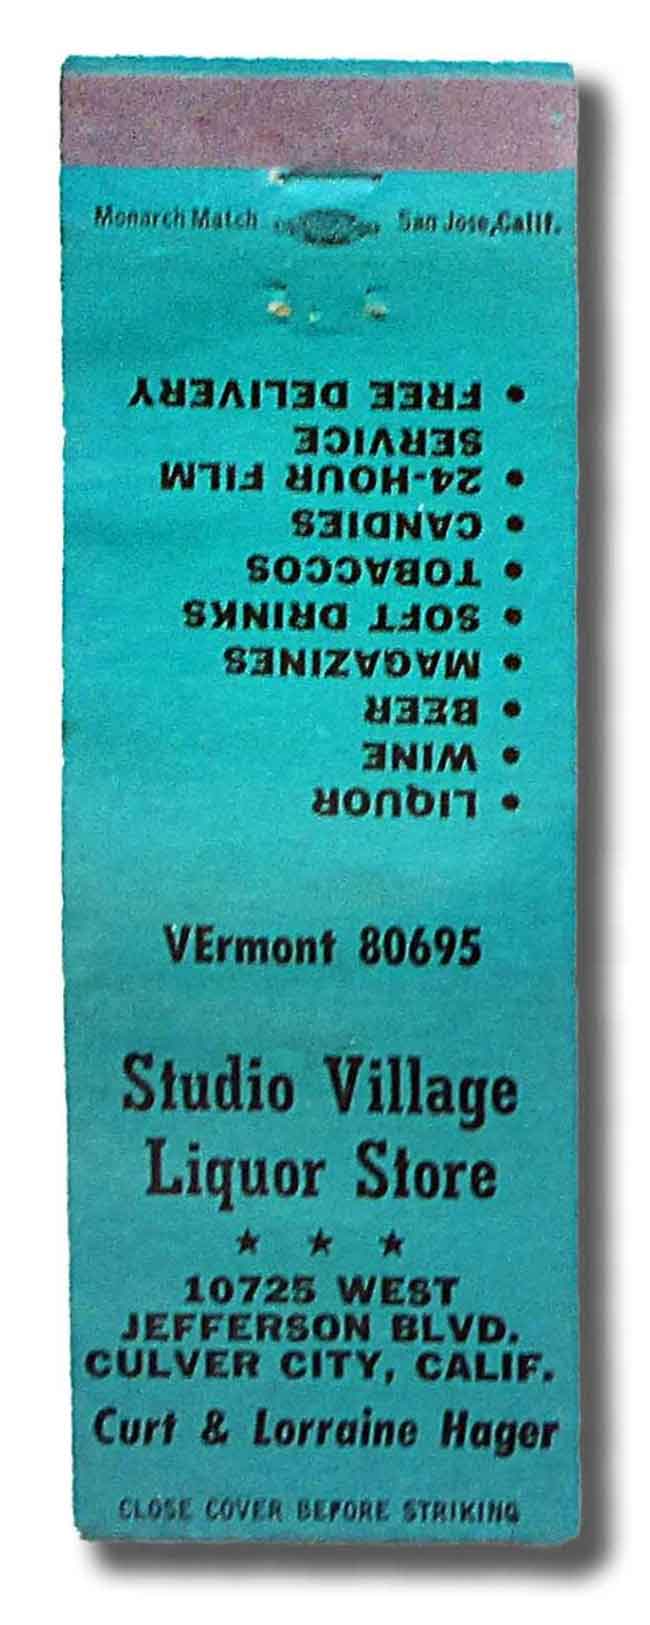 Monarch Match San Jose, Calif.
• LIQUOR
• WINE
• BEER
• MAGAZINES
• SOFT DRINKS
• TOBACCOS
• CANDIES
• 24-HOUR FILM
SERVICE
• FREE DELIVERY
VErmont 80695
Studio Village
Liquor Store
★ ★ ★
10725 WEST
JEFFERSON BLVD.
CULVER CITY, CALIF.
Curt & Lorraine Hager
CLOSE COVER BEFORE STRIKING